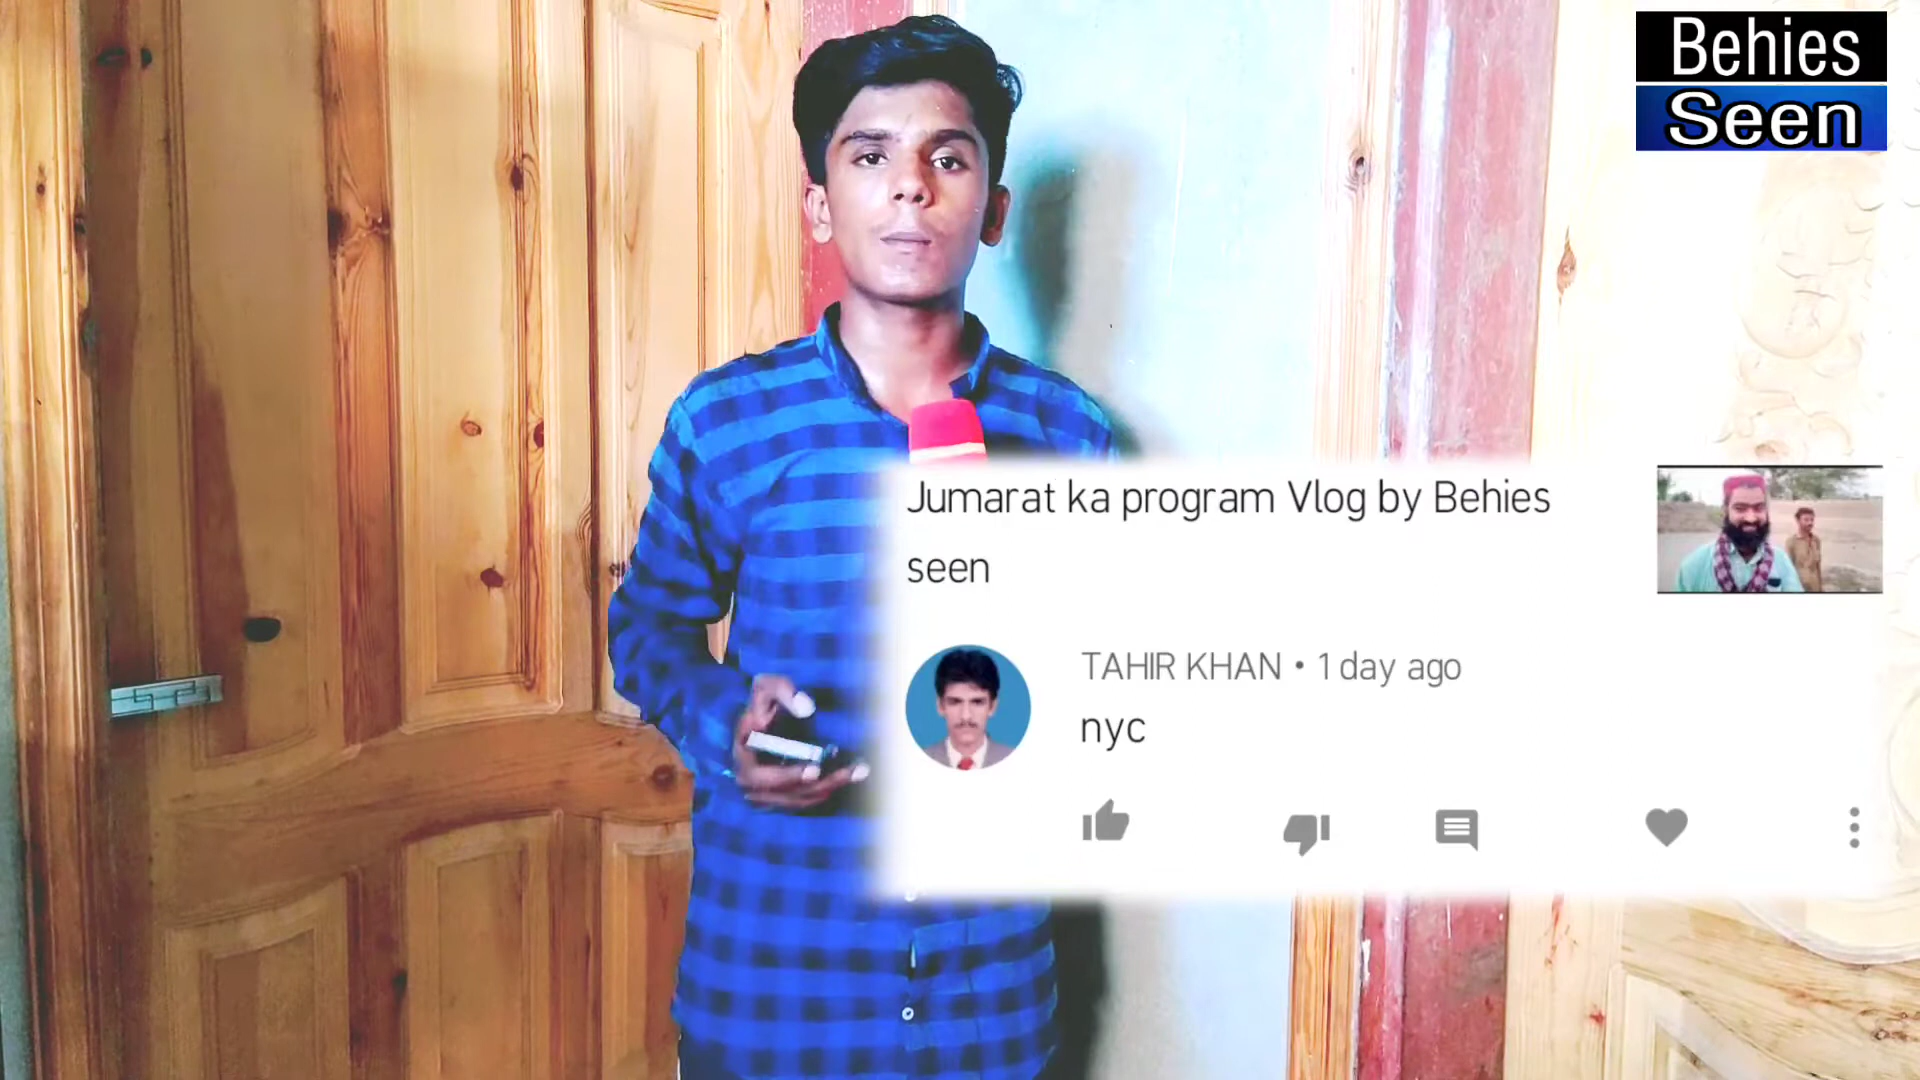 Behies
Seen
Jumarat ka program Vlog by Behies
seen
TAHIR KHAN • 1 day ago
nyc